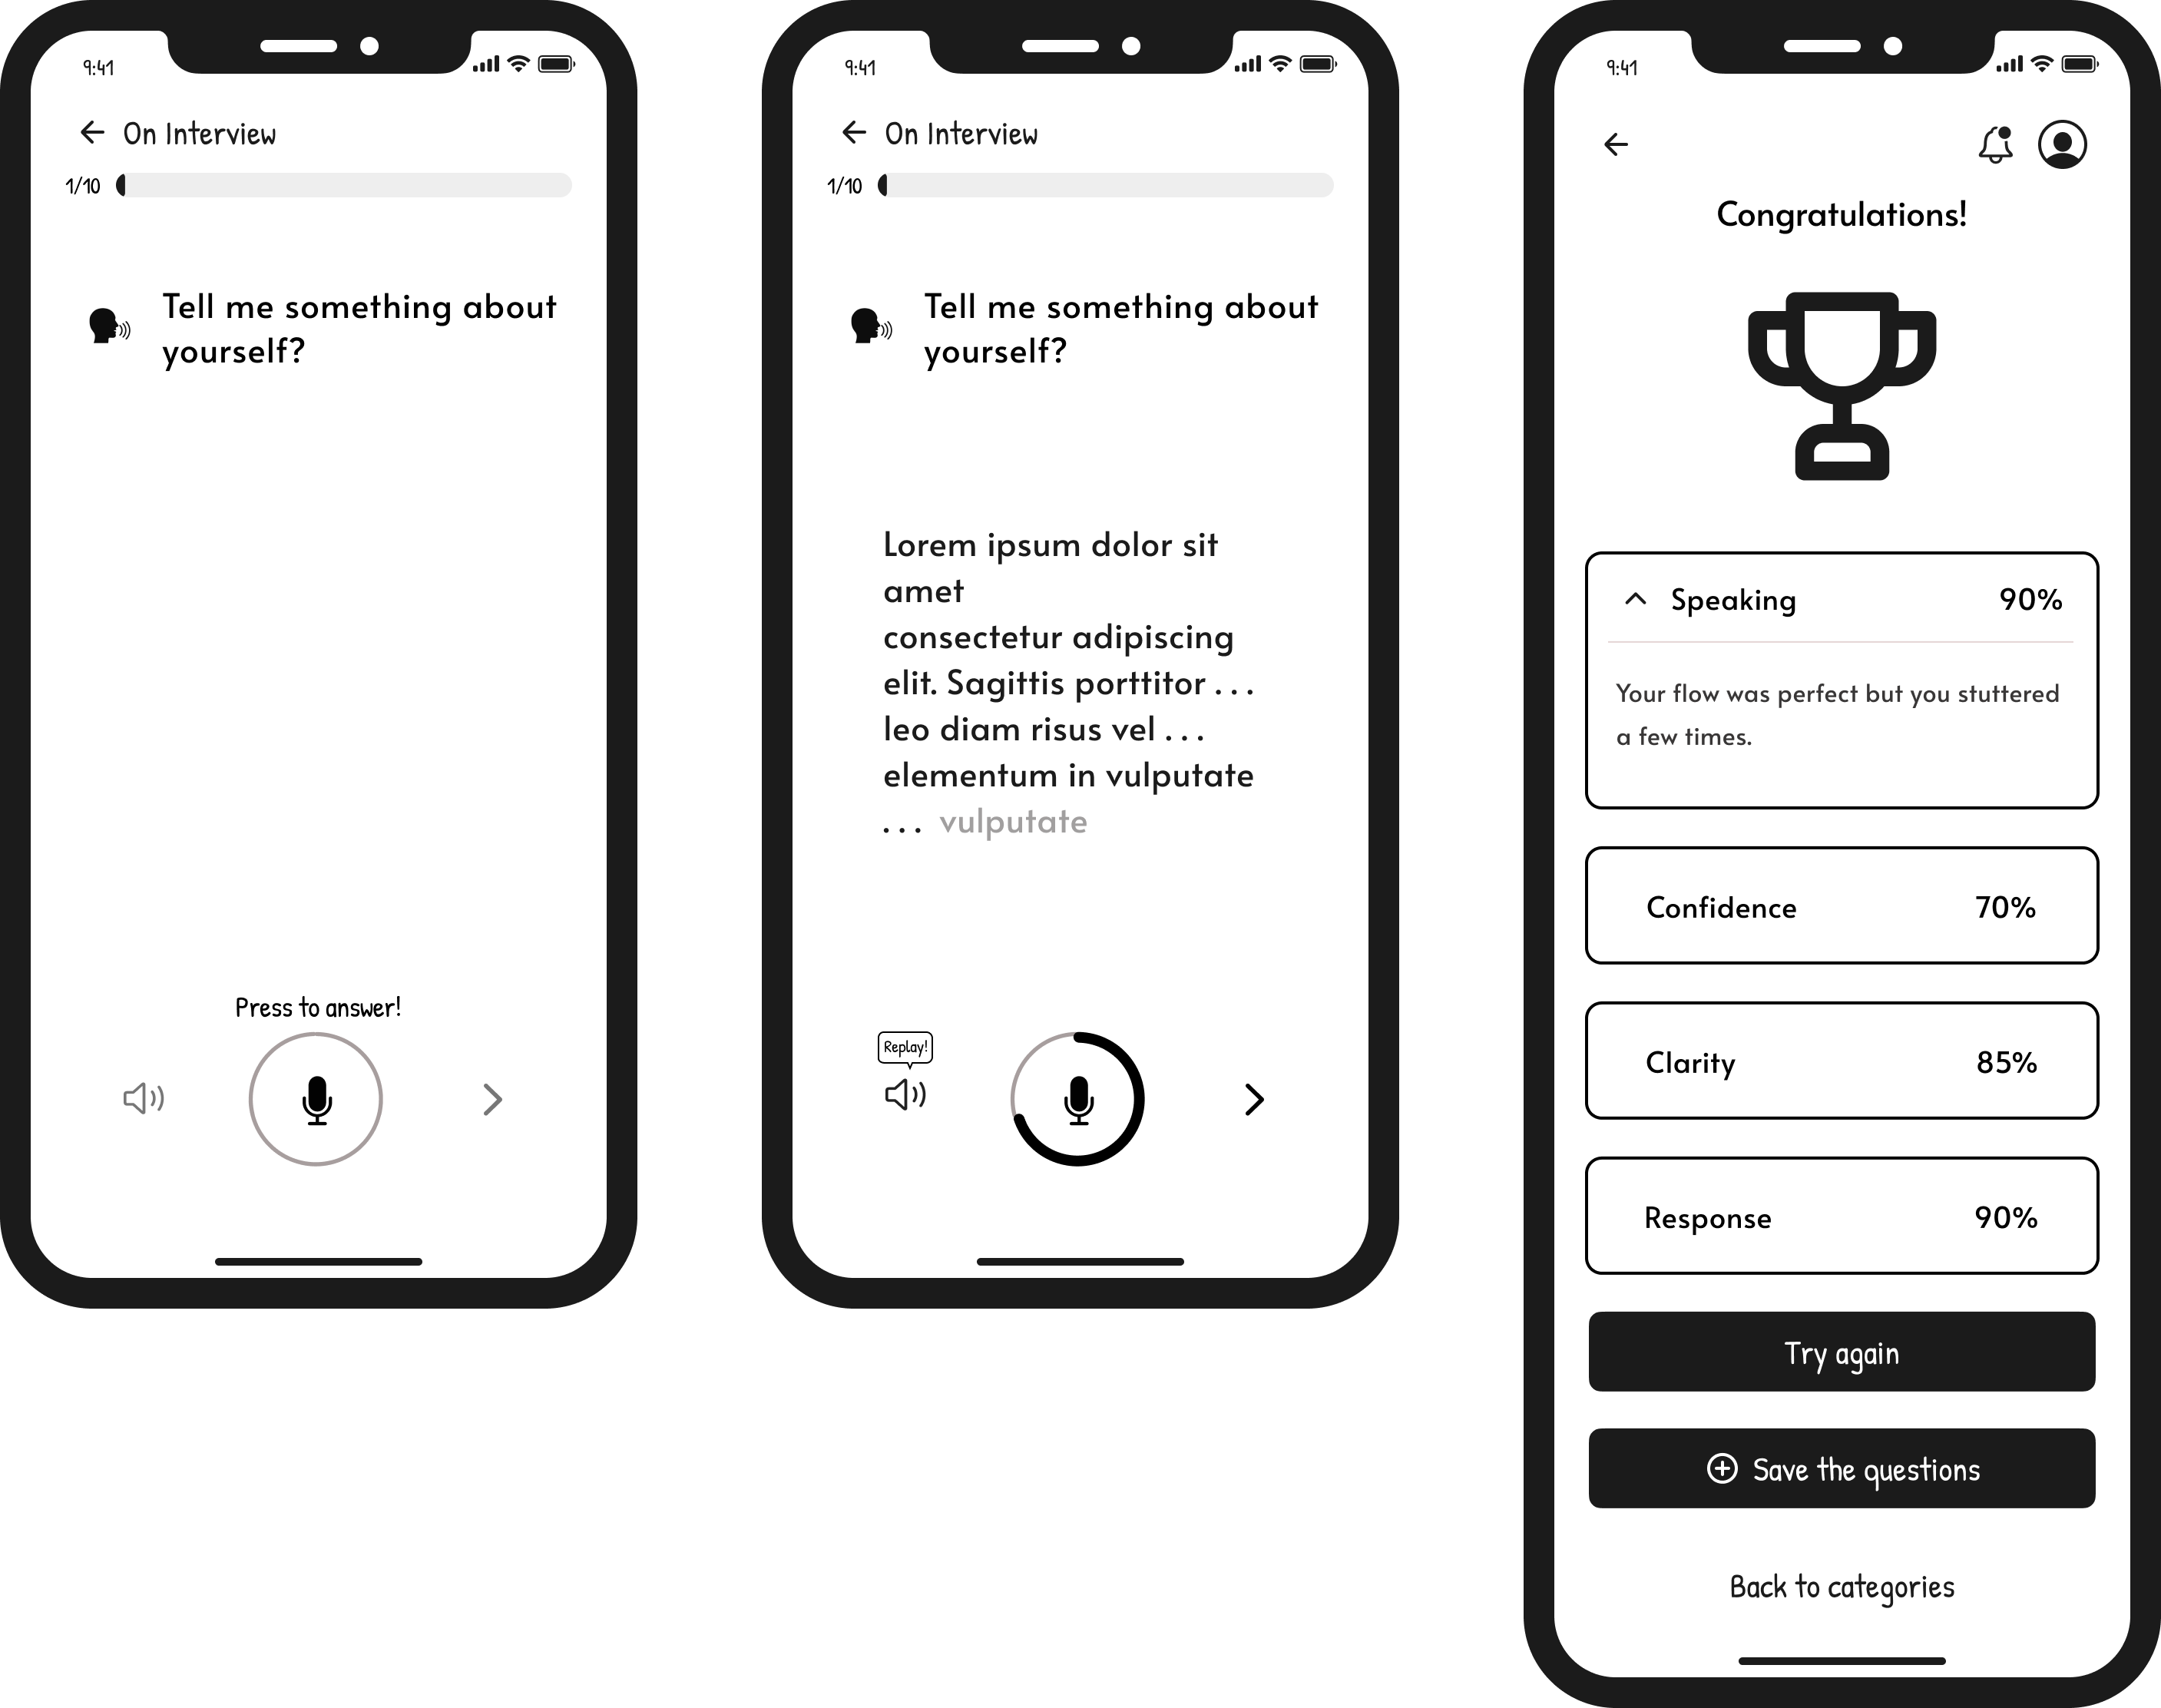 9:41
On Interview
1/10
Tell me something about
yourself?
Press to answer!
9:41
On Interview
1/10
Tell me something about
yourself?
Lorem ipsum dolor sit
amet
consectetur adipiscing
elit. Sagittis porttitor . . .
leo diam risus vel . . .
elementum in vulputate
. . . vulputate
Replay!
9:41
Congratulations!
Speaking 90%
Your flow was perfect but you stuttered
a few times.
Confidence 70%
Clarity 85%
Response 90%
Try again
Save the questions
Back to categories